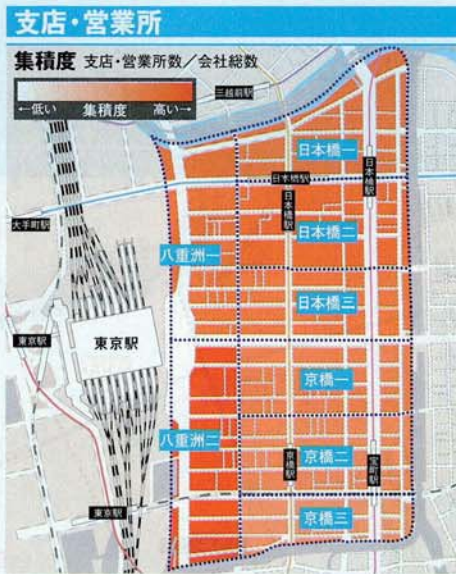 支店・営業所
集積度 支店・営業所数／会社総数
←低い 集積度 高い→
三越前駅
日本橋一
日本橋駅
日本橋駅
日本橋駅
大手町駅
日本橋二
八重洲一
日本橋三
東京駅
東京駅
京橋一
八重洲二
京橋二
京橋駅
宝町駅
東京駅
京橋三